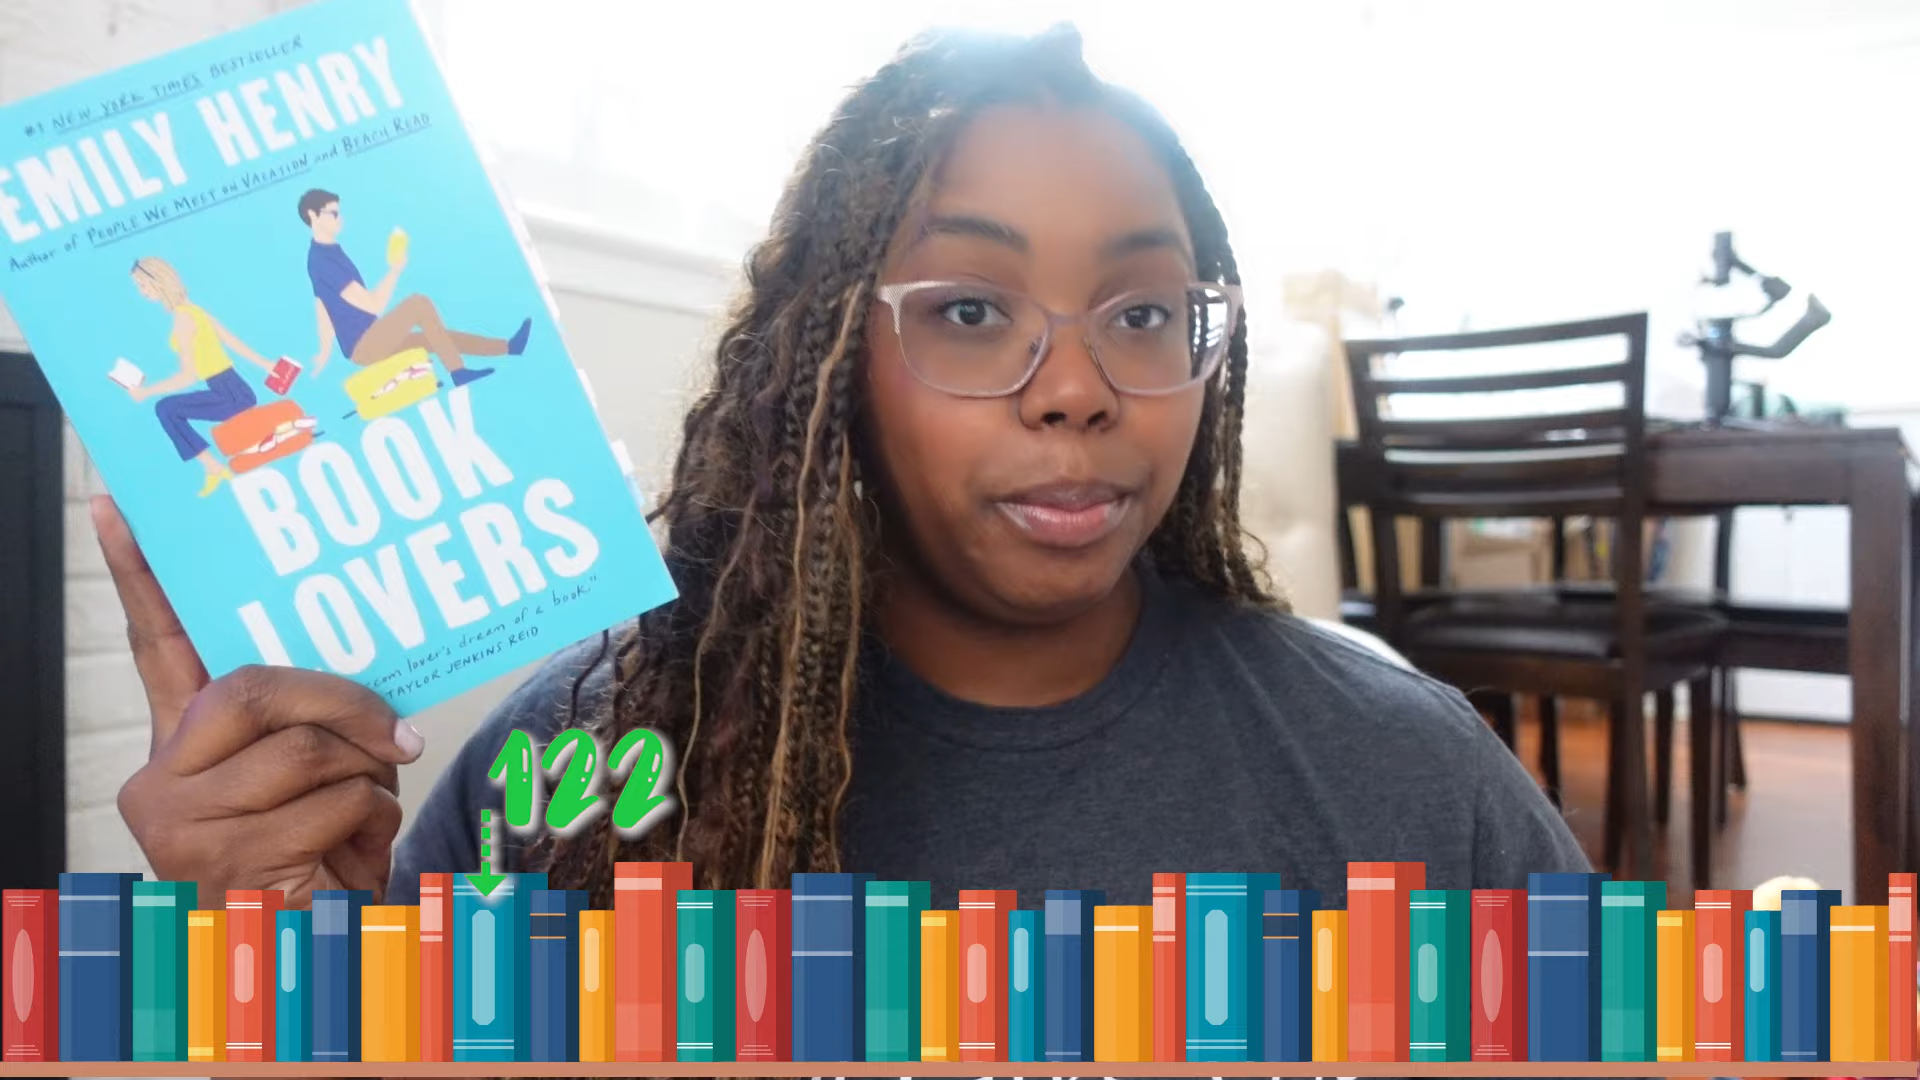 #1 NEW YORK TIMES BESTSELLER
EMILY HENRY
Author of PEOPLE WE MEET ON VACATION and BEACH READ
BOOK
LOVERS
lover's dream of a book"
TAYLOR JENKINS REID
122